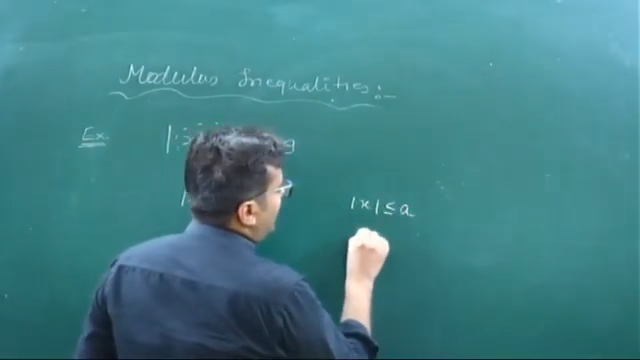 Modulus Inequalities:-
Ex.
|x| ≤ a